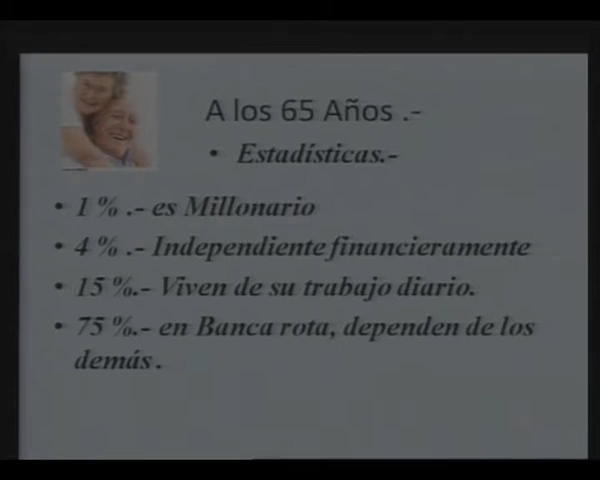 A los 65 Años .-
• Estadísticas.-
• 1 % .- es Millonario
• 4 % .- Independiente financieramente
• 15 %.- Viven de su trabajo diario.
• 75 %.- en Banca rota, dependen de los
demás .